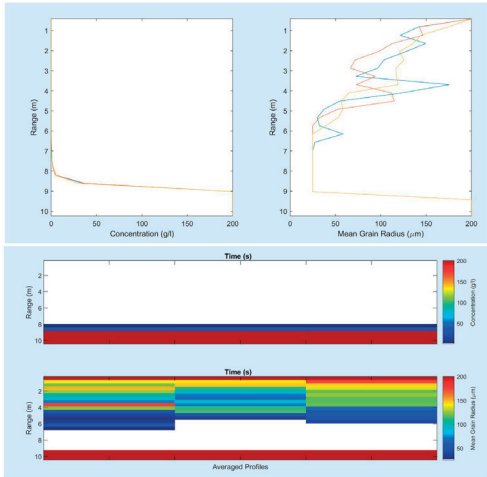 1
2
3
4
5
6
7
8
9
10
Range (m)
0 50 100 150 200
Concentration (g/l)
1
2
3
4
5
6
7
8
9
10
Range (m)
0 50 100 150 200
Mean Grain Radius (μm)
Time (s)
2
4
6
8
10
Range (m)
200
150
100
50
Concentration (g/l)
Time (s)
2
4
6
8
10
Range (m)
200
150
100
50
Mean Grain Radius (μm)
Averaged Profiles